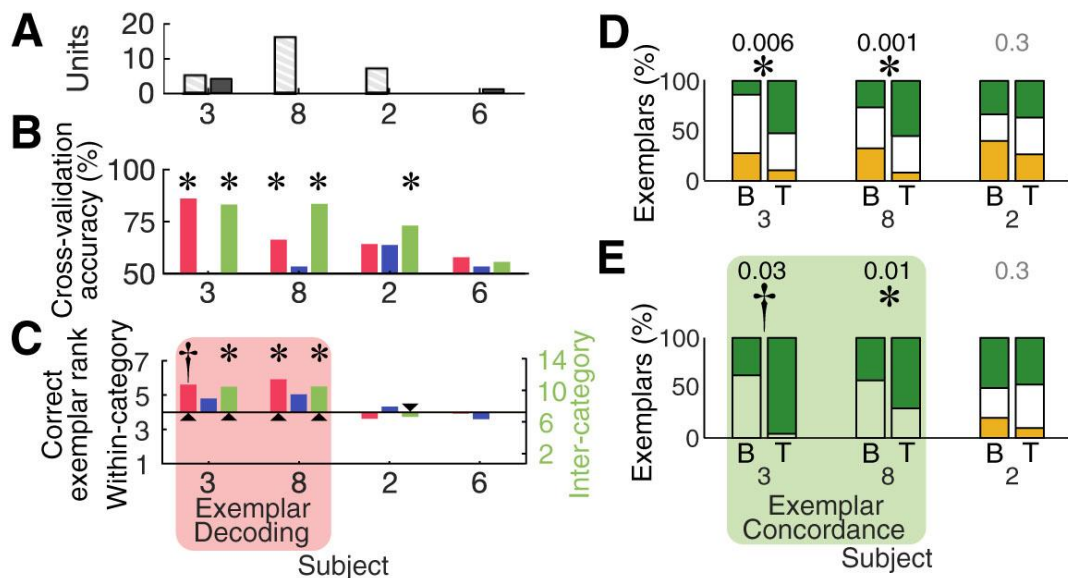 A
Units
20
10
0
3 8 2 6
B
Cross-validation
accuracy (%)
100
75
50
* * * * *
3 8 2 6
C
Correct
exemplar rank
Within-category
7
5
3
1
† * * *
14
10
6
2
Inter-category
3 8 2 6
Exemplar
Decoding
Subject
D
Exemplars (%)
0.006 0.001 0.3
* *
100
50
0
B T B T B T
3 8 2
E
Exemplars (%)
0.03 0.01 0.3
† *
100
50
0
B T B T B T
3 8 2
Exemplar
Concordance
Subject